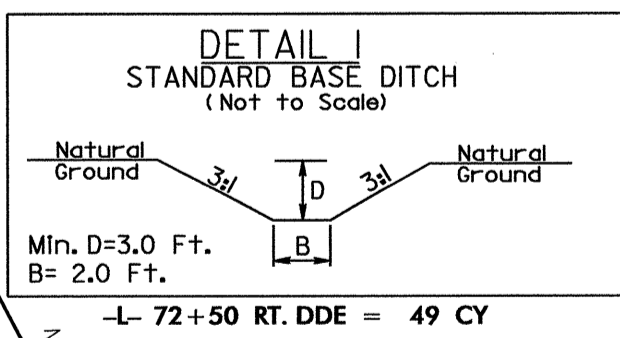 DETAIL 1
STANDARD BASE DITCH
(Not to Scale)
Natural
Ground
3:1
D
3:1
Natural
Ground
B
Min. D=3.0 Ft.
B= 2.0 Ft.
-L- 72+50 RT. DDE = 49 CY